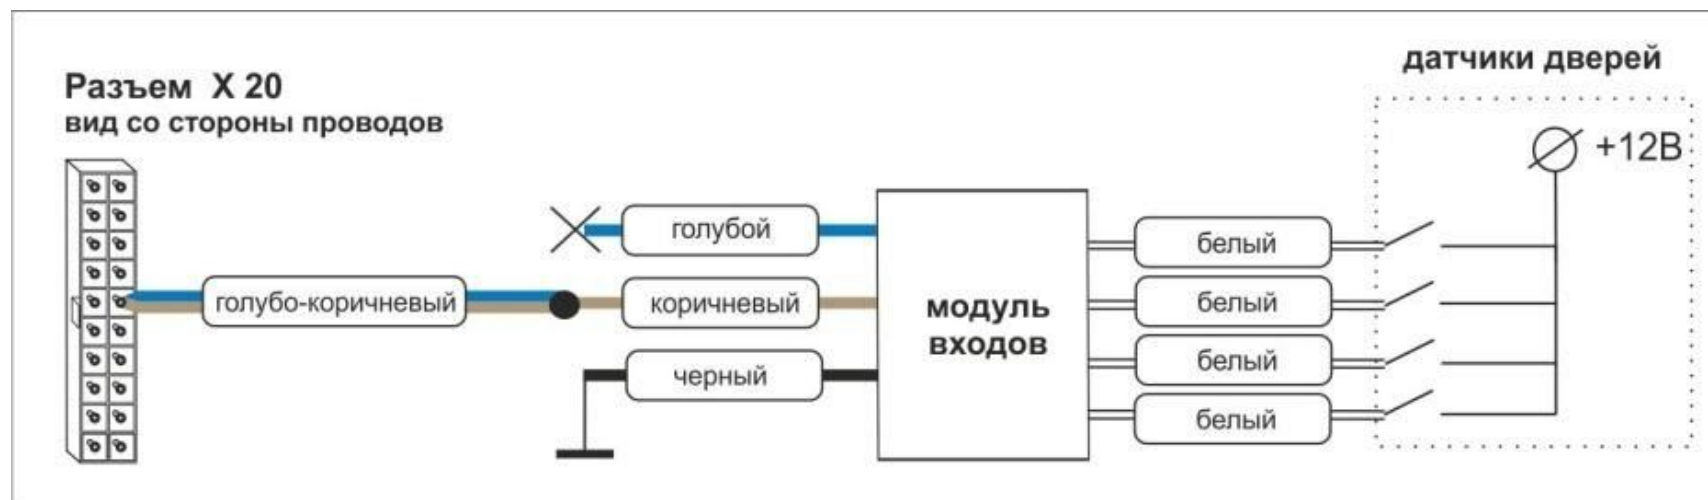 датчики дверей
Разъем X 20
вид со стороны проводов
+12В
голубой
белый
голубо-коричневый
коричневый
белый
модуль
входов
черный
белый
белый